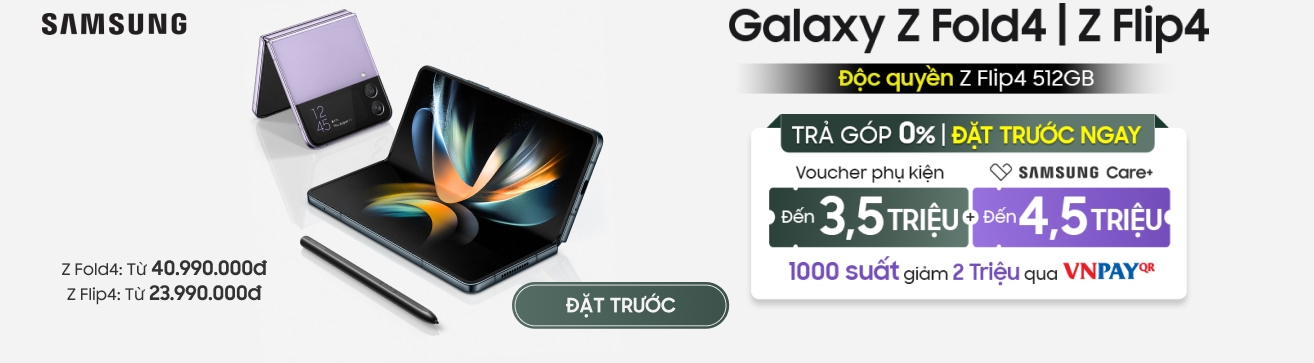 SAMSUNG
12
45
Z Fold4: Từ 40.990.000đ
Z Flip4: Từ 23.990.000đ
ĐẶT TRƯỚC
Galaxy Z Fold4 | Z Flip4
Độc quyền Z Flip4 512GB
TRẢ GÓP 0% | ĐẶT TRƯỚC NGAY
Voucher phụ kiện
SAMSUNG Care+
Đến 3,5 TRIỆU + Đến 4,5 TRIỆU
1000 suất giảm 2 Triệu qua VNPAYQR